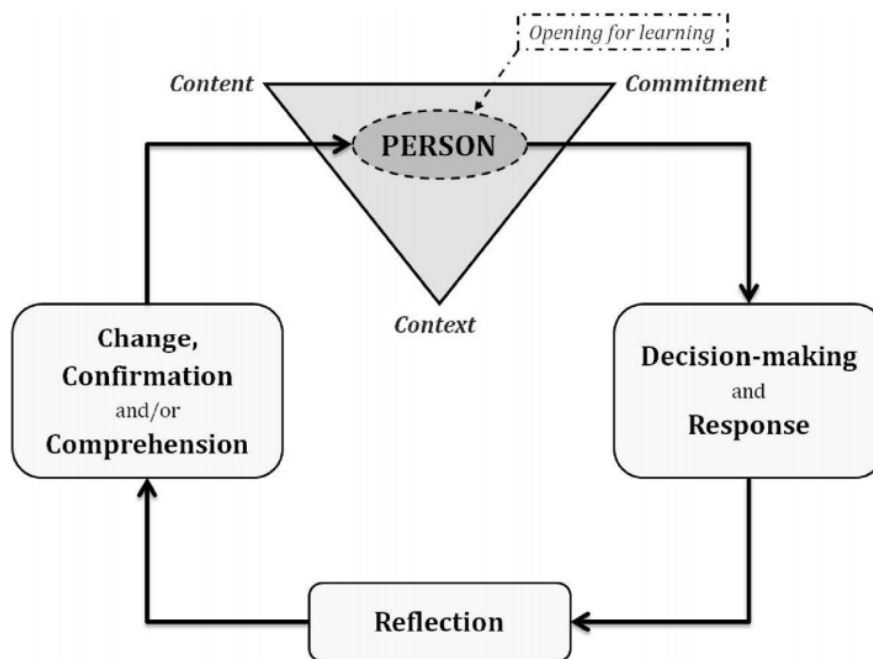 Opening for learning
Content
Commitment
PERSON
Context
Change,
Confirmation
and/or
Comprehension
Decision-making
and
Response
Reflection